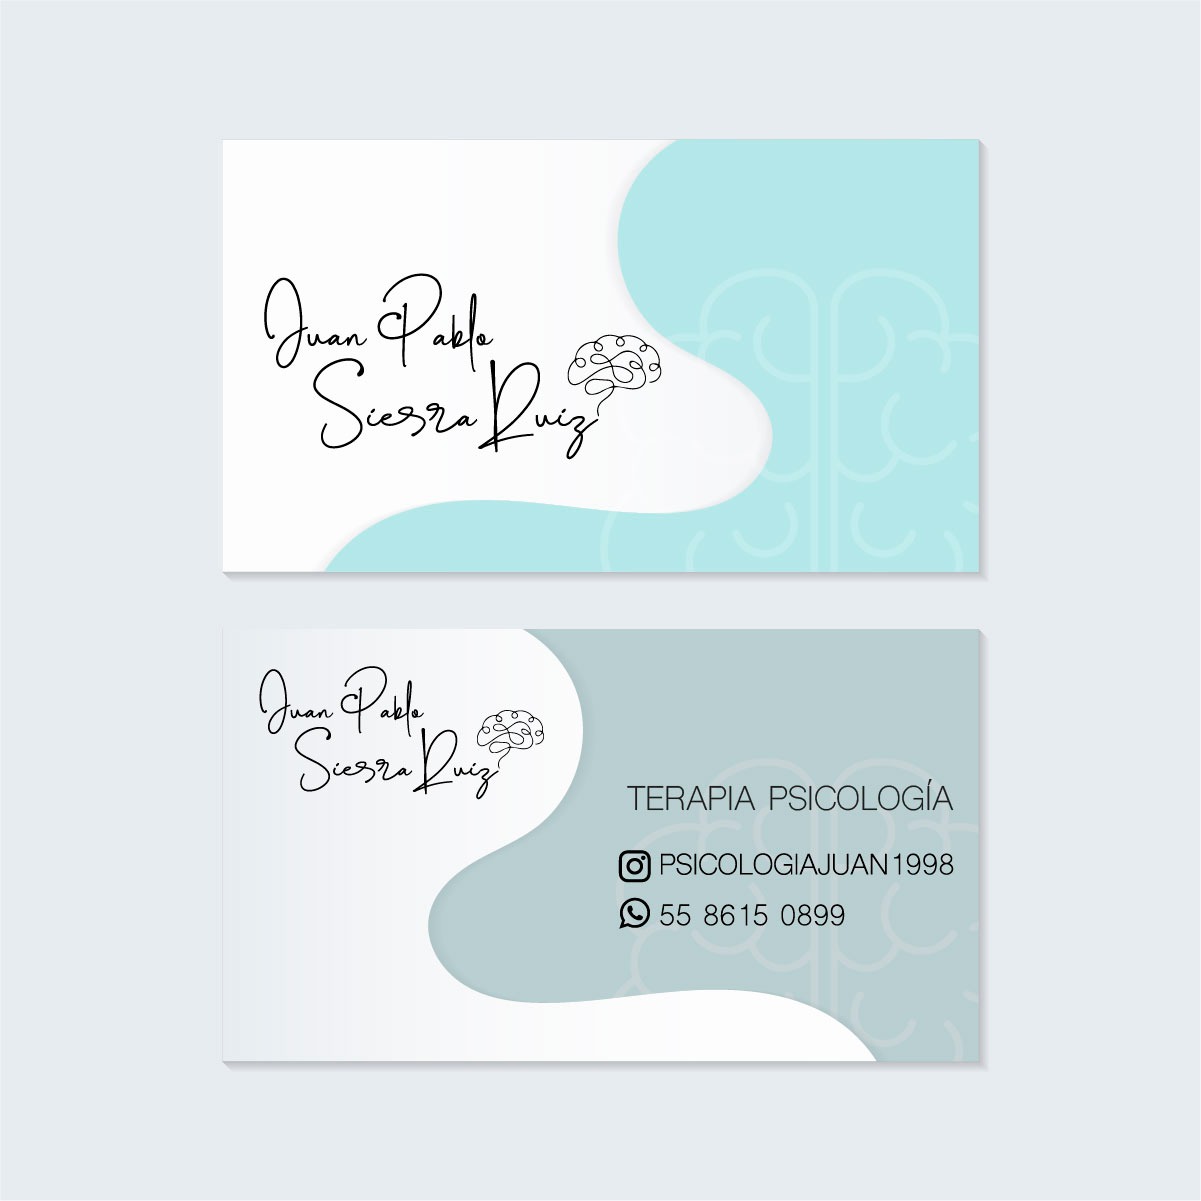 Juan Pablo
Sierra Ruiz
Juan Pablo
Sierra Ruiz
TERAPIA PSICOLOGÍA
PSICOLOGIAJUAN1998
55 8615 0899